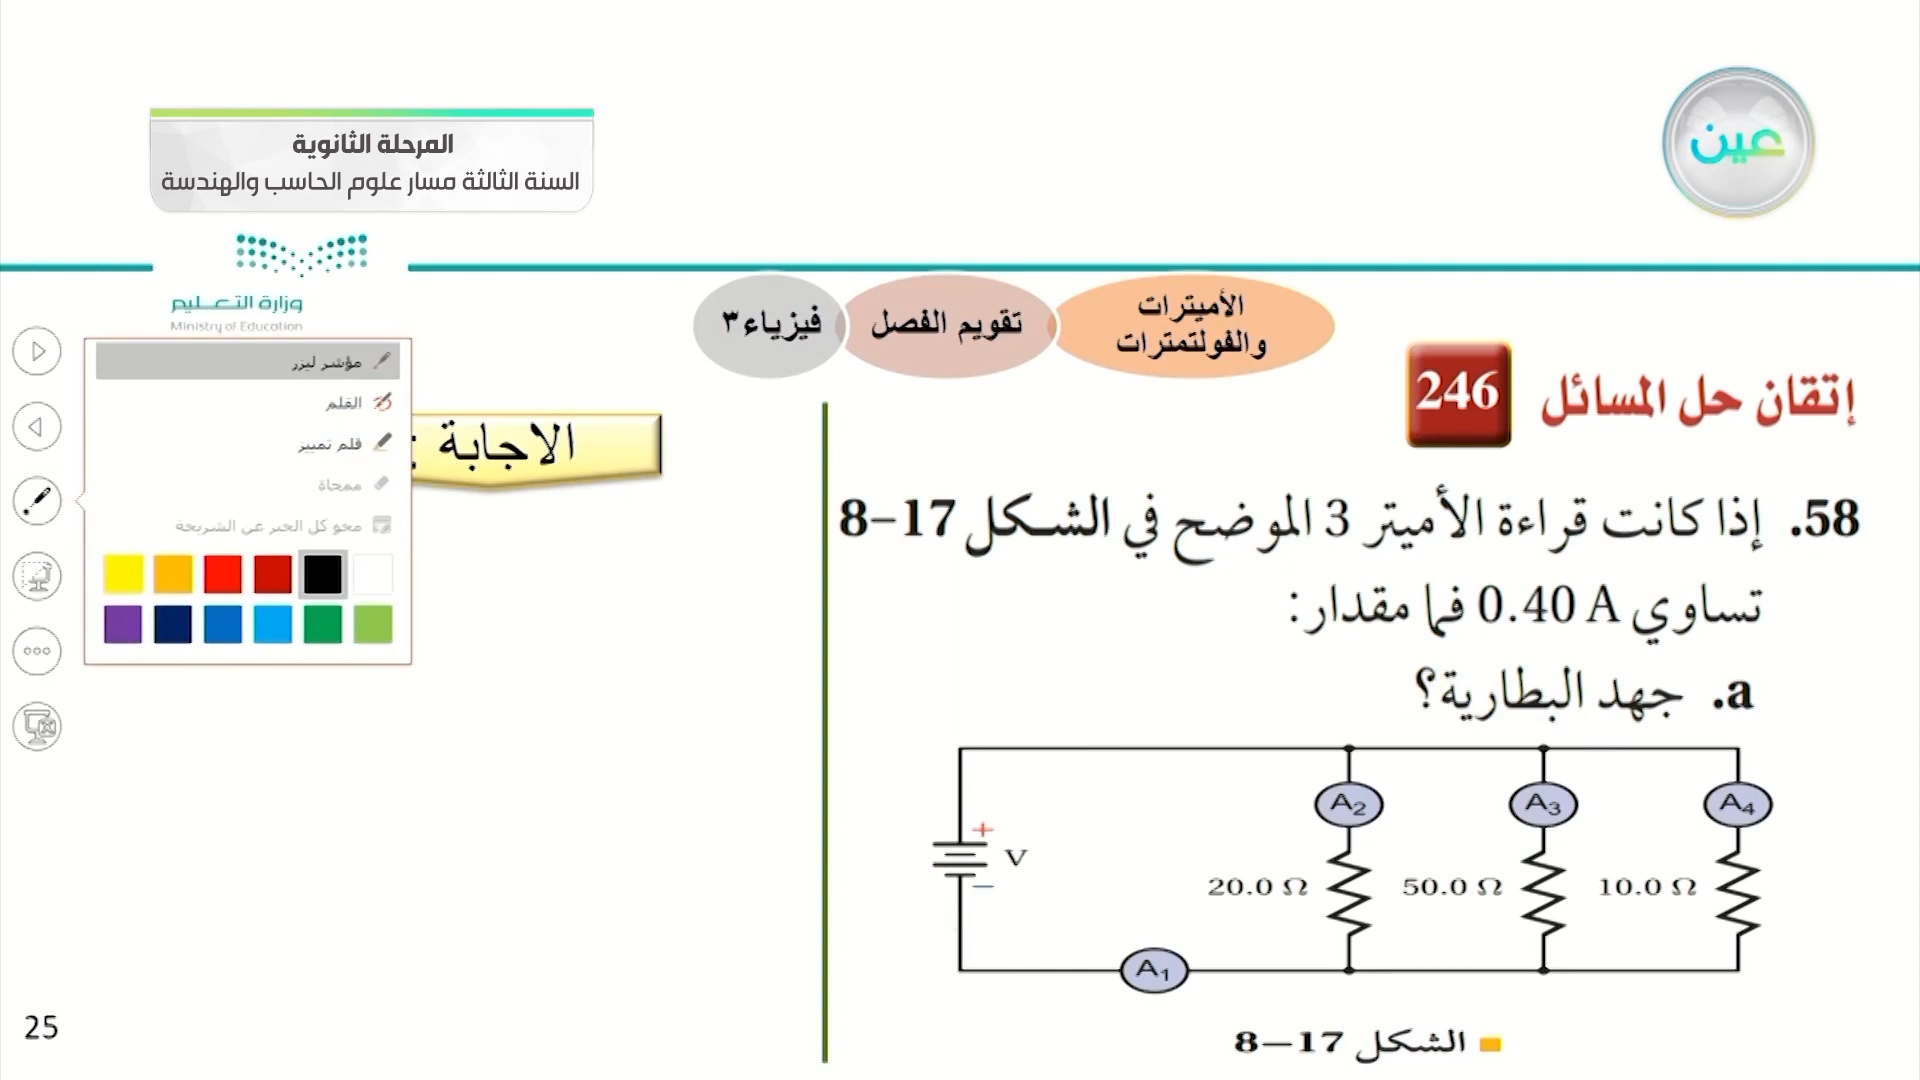 المرحلة الثانوية
السنة الثالثة مسار علوم الحاسب والهندسة
عين
وزارة التعليم
Ministry of Education
الأميترات
والفولتمترات
تقويم الفصل
فيزياء٣
إتقان حل المسائل 246
58. إذا كانت قراءة الأميتر 3 الموضح في الشكل 17-8
تساوي 0.40 A فما مقدار:
a. جهد البطارية؟
A2
A3
A4
+
V
−
20.0 Ω
50.0 Ω
10.0 Ω
A1
الشكل 17-8
الاجابة :
مؤشر ليزر
القلم
قلم تمييز
ممحاة
محو كل الحبر عن الشريحة
25